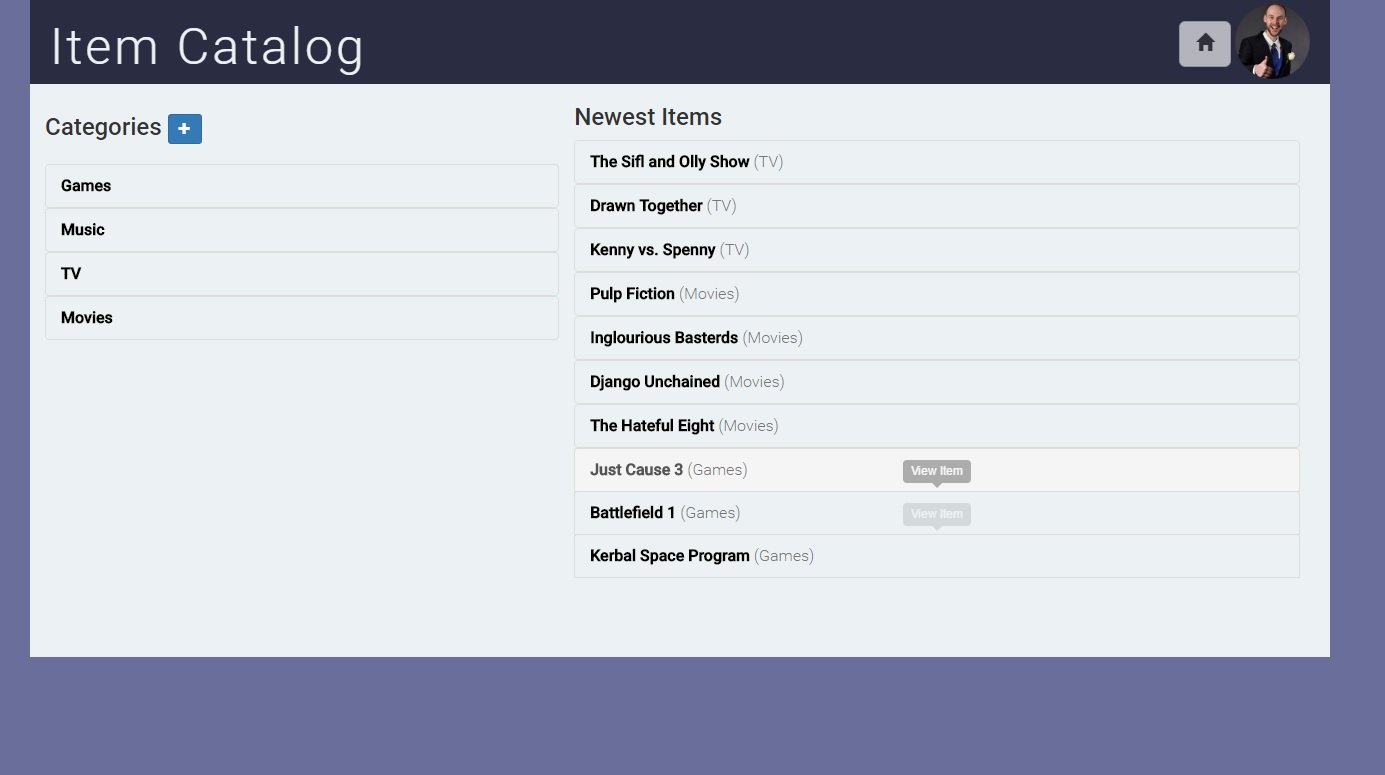 Item Catalog
Categories
Games
Music
TV
Movies
Newest Items
The Sifl and Olly Show (TV)
Drawn Together (TV)
Kenny vs. Spenny (TV)
Pulp Fiction (Movies)
Inglourious Basterds (Movies)
Django Unchained (Movies)
The Hateful Eight (Movies)
Just Cause 3 (Games) View Item
Battlefield 1 (Games) View Item
Kerbal Space Program (Games)